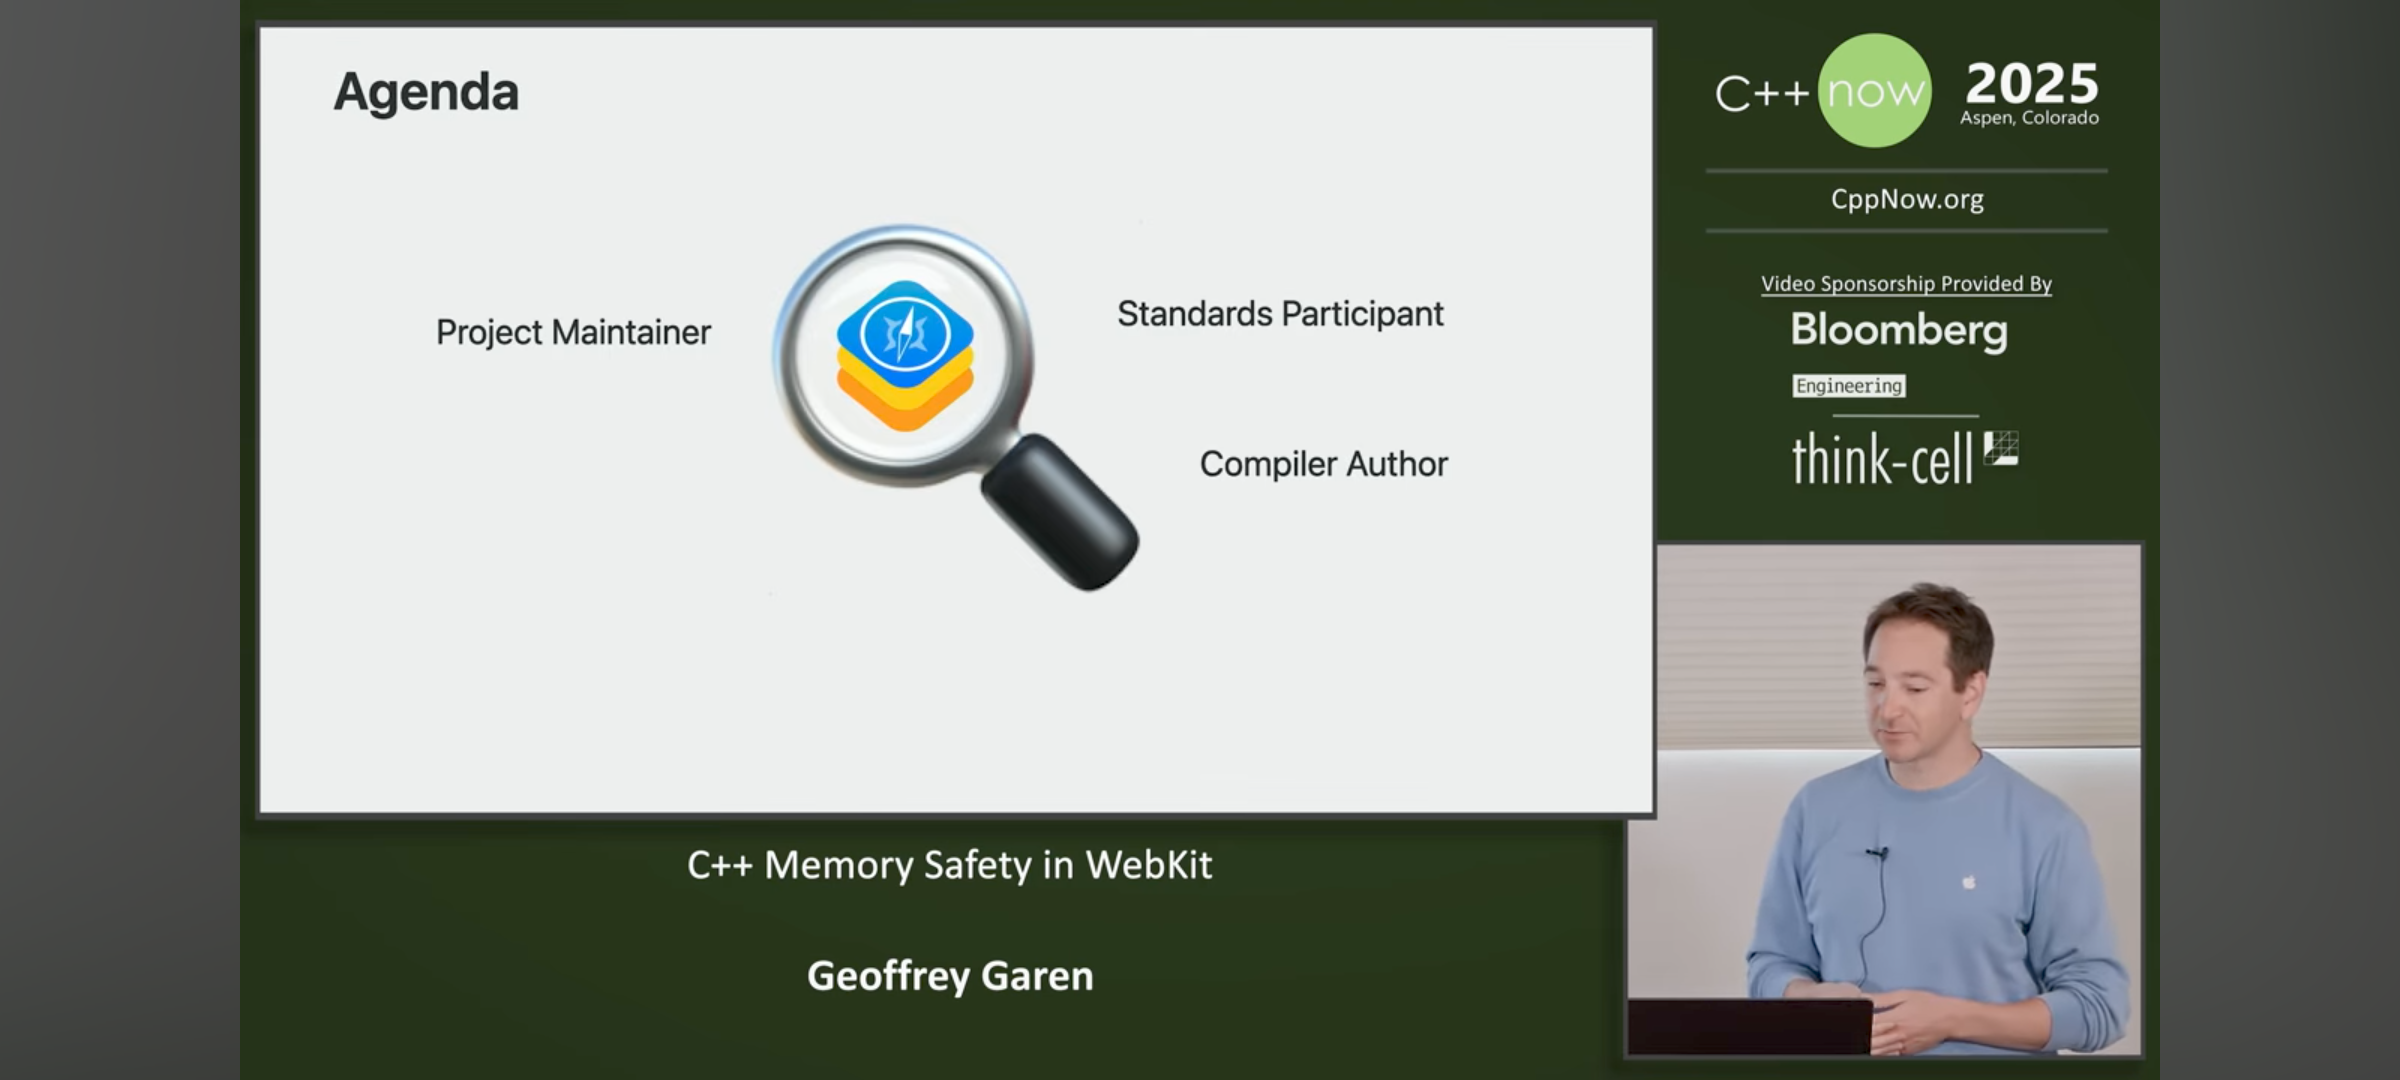 Agenda
Project Maintainer
Standards Participant
Compiler Author
C++ now 2025
Aspen, Colorado
CppNow.org
Video Sponsorship Provided By
Bloomberg
Engineering
think-cell
C++ Memory Safety in WebKit
Geoffrey Garen